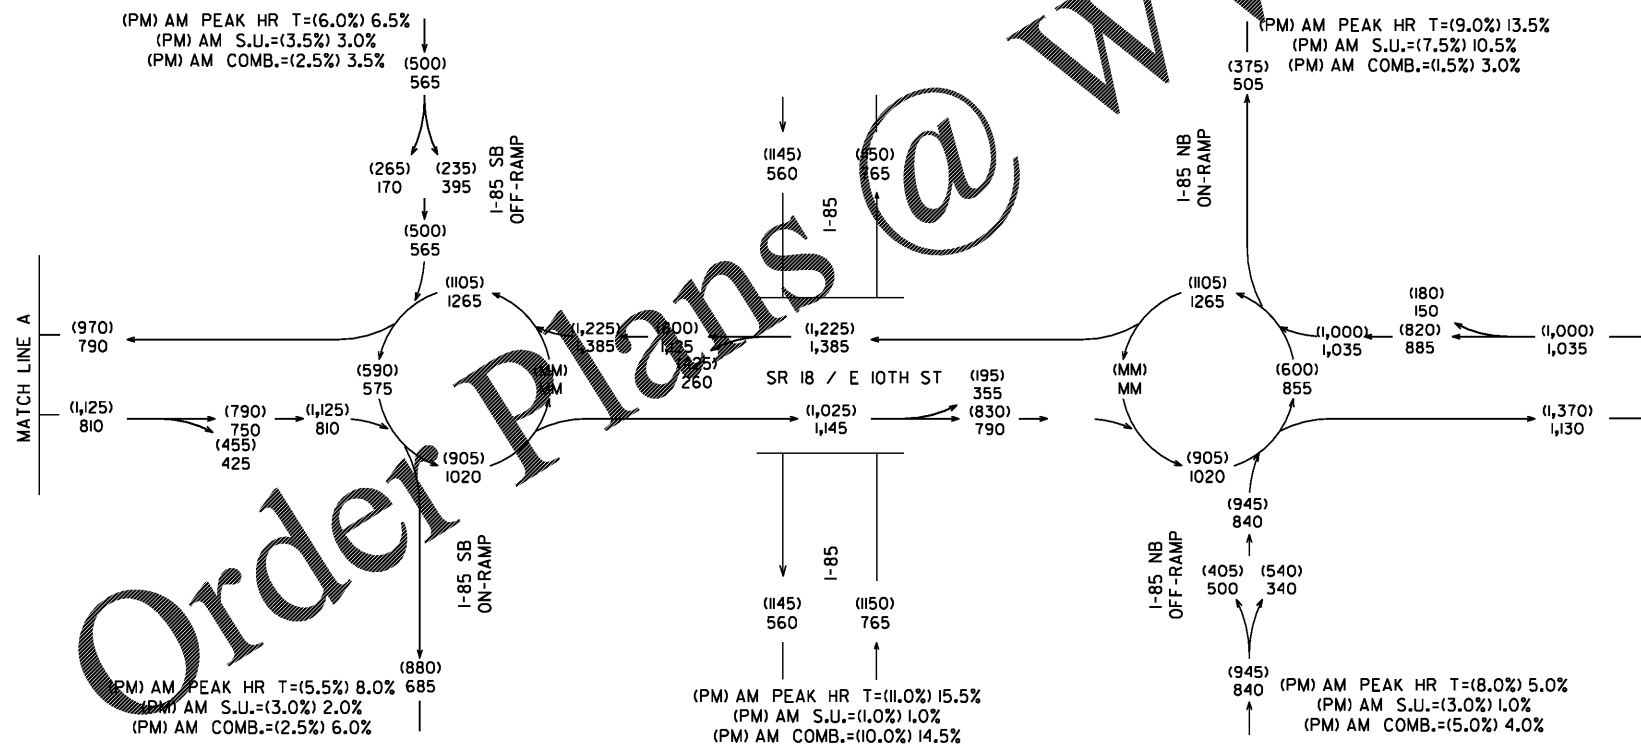 (PM) AM PEAK HR T=(6.0%) 6.5%
(PM) AM S.U.=(3.5%) 3.0%
(PM) AM COMB.=(2.5%) 3.5%
(500)
565
(265)
170
(235)
395
I-85 SB
OFF-RAMP
(500)
565
(1145)
560
765
I-85
(PM) AM PEAK HR T=(9.0%) 13.5%
(PM) AM S.U.=(7.5%) 10.5%
(PM) AM COMB.=(1.5%) 3.0%
(375)
505
I-85 NB
ON-RAMP
MATCH LINE A
(970)
790
(1,125)
810
(790)
750
(455)
425
(1,125)
810
(1105)
1265
(590)
575
(MM)
MM
(905)
1020
(1,225)
1,385
1,125
260
(1,225)
1,385
SR 18 / E 10TH ST
(1,025)
1,145
(195)
355
(830)
790
(1105)
1265
(MM)
MM
(600)
855
(905)
1020
(1,000)
1,035
(180)
150
(820)
885
(1,000)
1,035
(1,370)
1,130
I-85 SB
ON-RAMP
(880)
685
(PM) AM PEAK HR T=(5.5%) 8.0%
(PM) AM S.U.=(3.0%) 2.0%
(PM) AM COMB.=(2.5%) 6.0%
I-85
(1145)
560
(1150)
765
(PM) AM PEAK HR T=(11.0%) 15.5%
(PM) AM S.U.=(1.0%) 1.0%
(PM) AM COMB.=(10.0%) 14.5%
(945)
840
I-85 NB
OFF-RAMP
(405)
500
(540)
340
(945)
840
(PM) AM PEAK HR T=(8.0%) 5.0%
(PM) AM S.U.=(3.0%) 1.0%
(PM) AM COMB.=(5.0%) 4.0%
Order Plans @ W